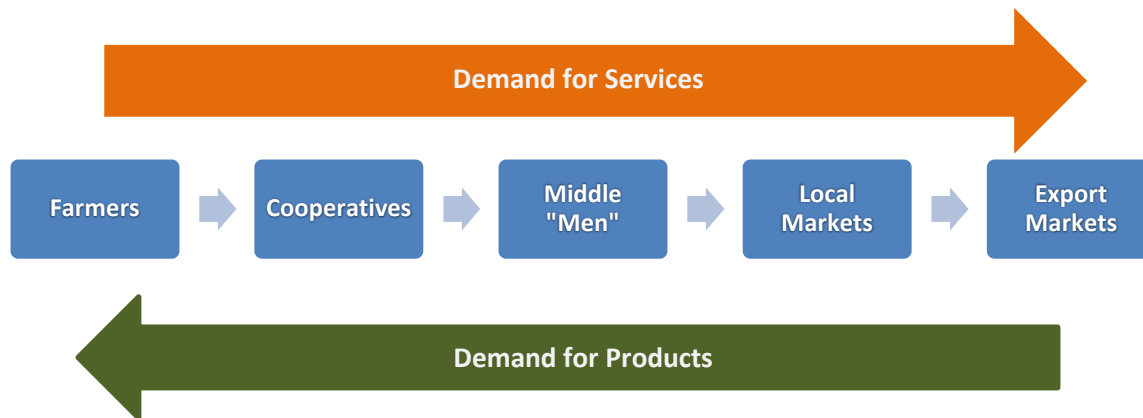 Demand for Services
Farmers
Cooperatives
Middle
"Men"
Local
Markets
Export
Markets
Demand for Products